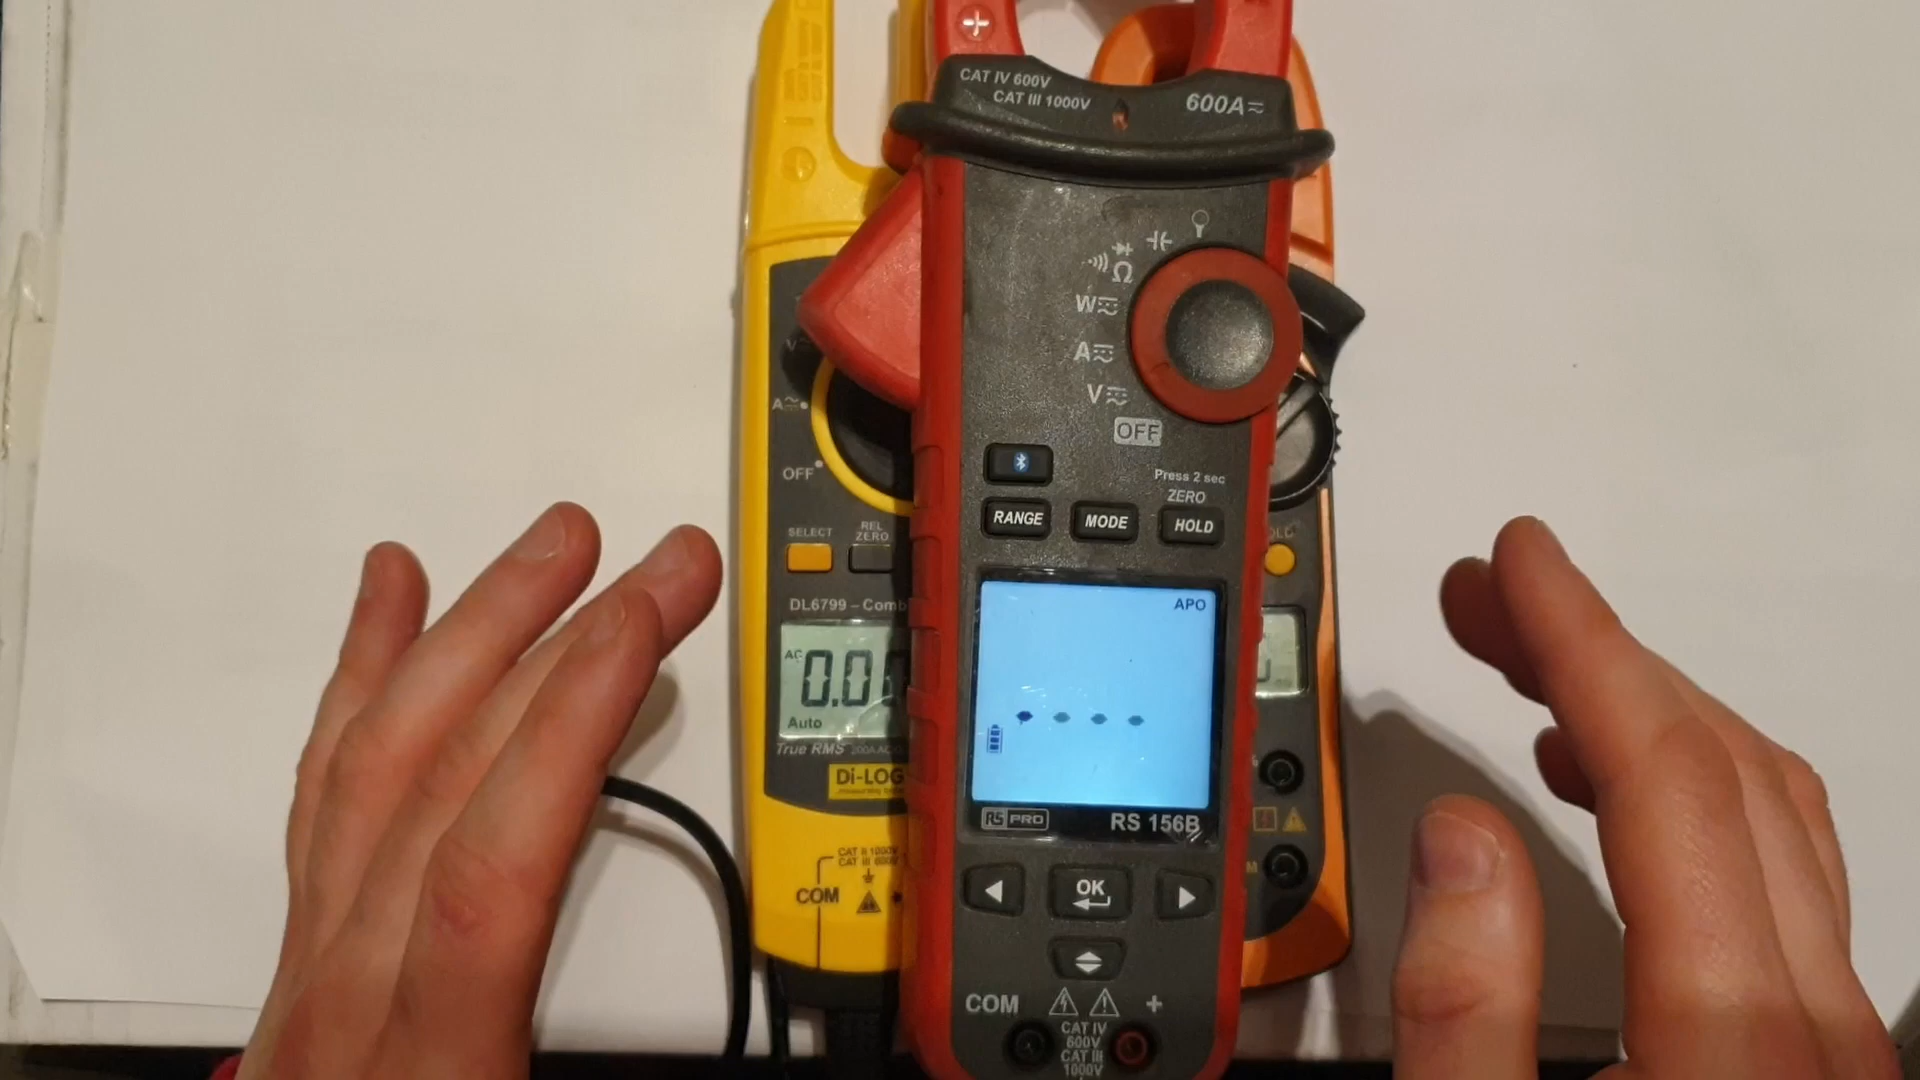 CAT IV 600V
CAT III 1000V
600A
Ω
W
A
V
OFF
Press 2 sec
ZERO
RANGE
MODE
HOLD
APO
RS PRO
RS 156B
OK
COM
+
CAT IV
600V
CAT III
1000V
A
OFF
SELECT
REL
ZERO
DL6799 – Comb
AC
0.00
Auto
True RMS
Di-LOG
CAT II 1000V
CAT III 600V
COM